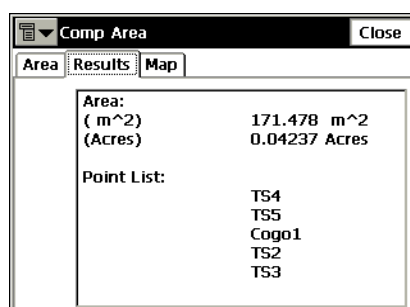 Comp Area Close
Area Results Map
Area:
( m^2) 171.478 m^2
(Acres) 0.04237 Acres
Point List:
TS4
TS5
Cogo1
TS2
TS3